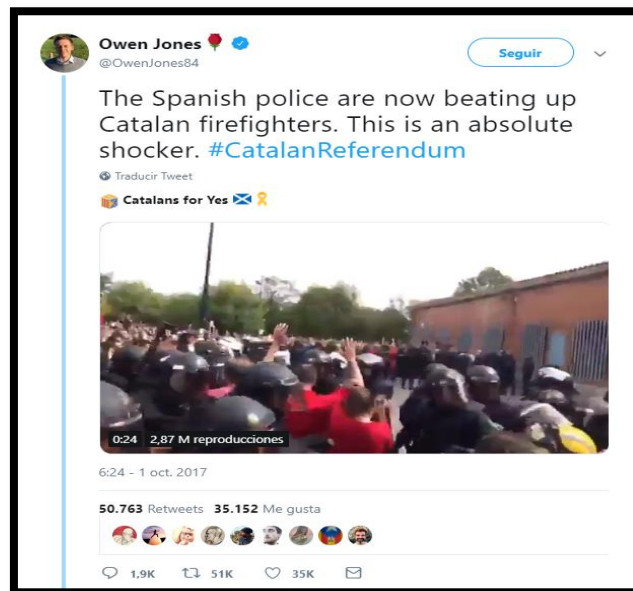 Owen Jones
@OwenJones84
Seguir
The Spanish police are now beating up
Catalan firefighters. This is an absolute
shocker. #CatalanReferendum
Traducir Tweet
Catalans for Yes
0:24 2,87 M reproducciones
6:24 - 1 oct. 2017
50.763 Retweets 35.152 Me gusta
1,9K 51K 35K